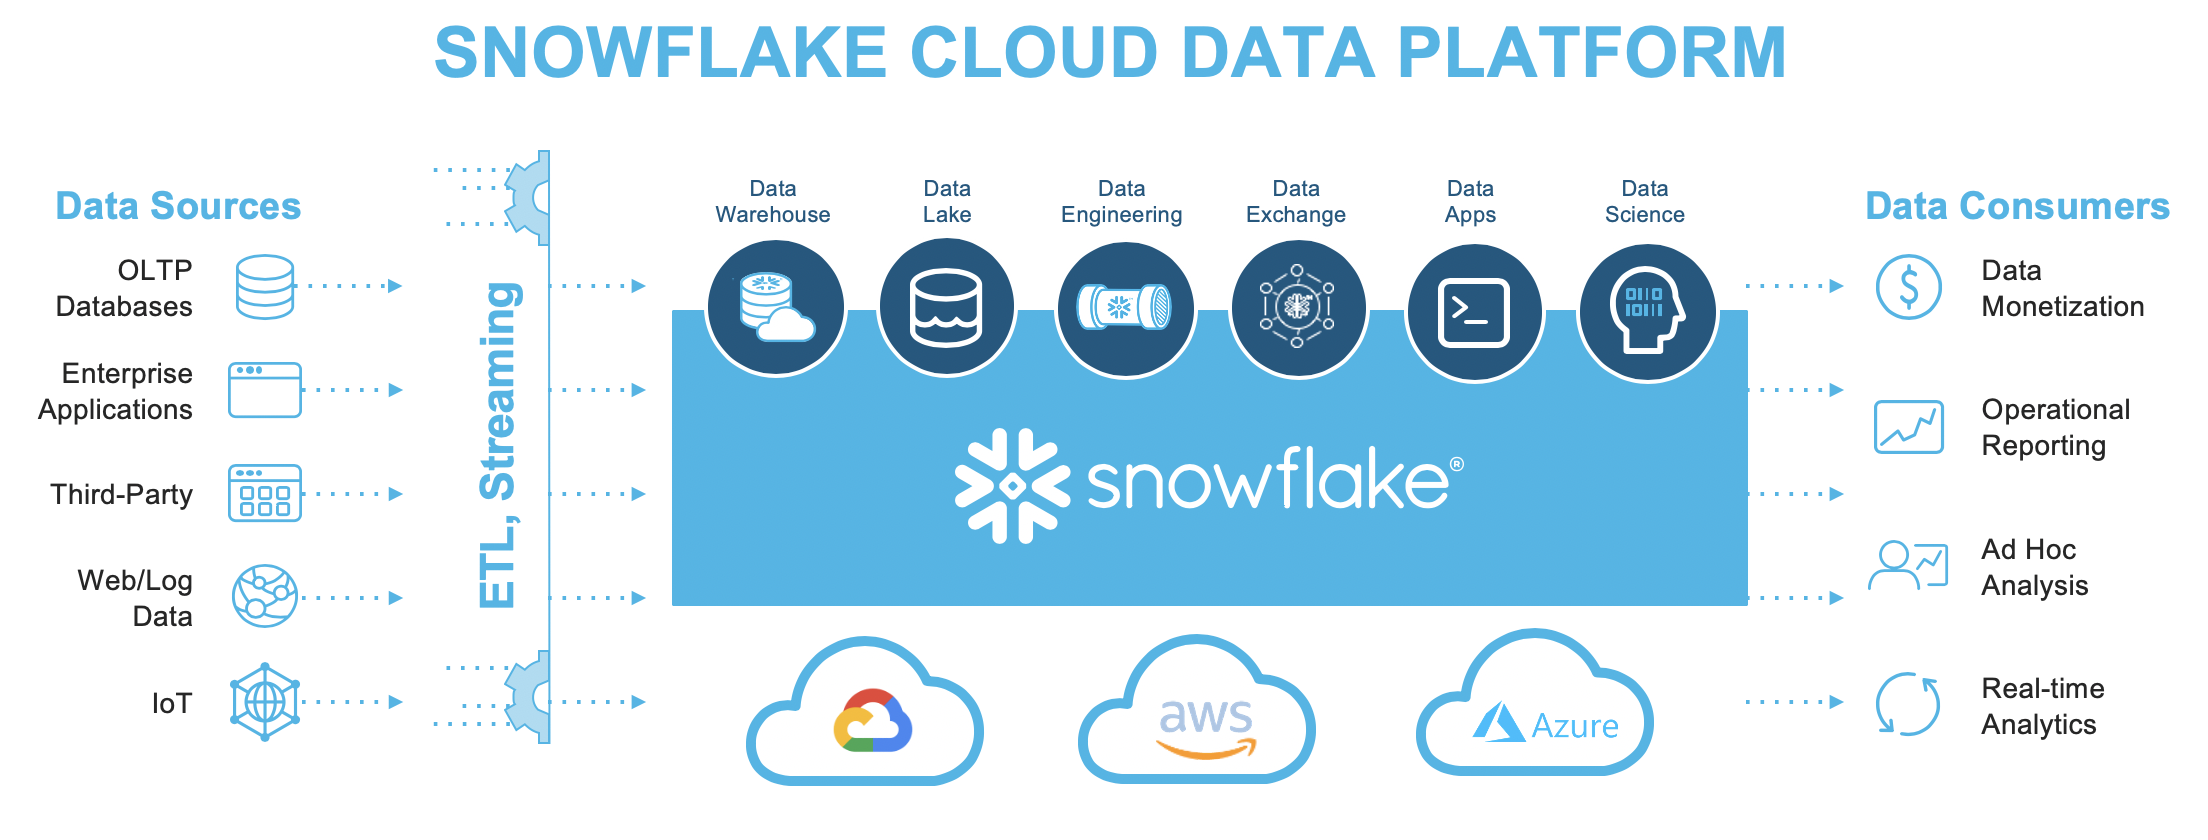 SNOWFLAKE CLOUD DATA PLATFORM
Data Sources
OLTP
Databases
Enterprise
Applications
Third-Party
Web/Log
Data
IoT
ETL, Streaming
Data
Warehouse
Data
Lake
Data
Engineering
Data
Exchange
Data
Apps
Data
Science
0110
10111
snowflake®
aws
Azure
Data Consumers
Data
Monetization
Operational
Reporting
Ad Hoc
Analysis
Real-time
Analytics